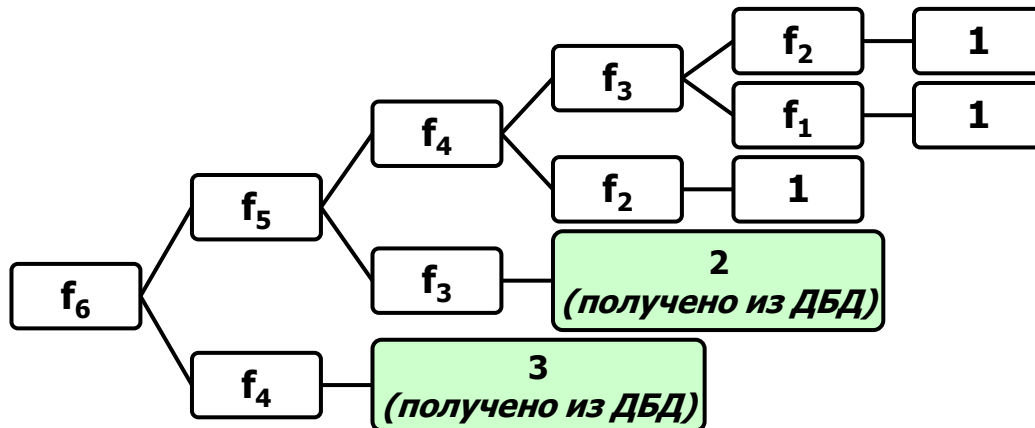 f₂
1
f₃
f₁
1
f₄
f₂
1
f₅
f₃
2
(получено из ДБД)
f₆
f₄
3
(получено из ДБД)